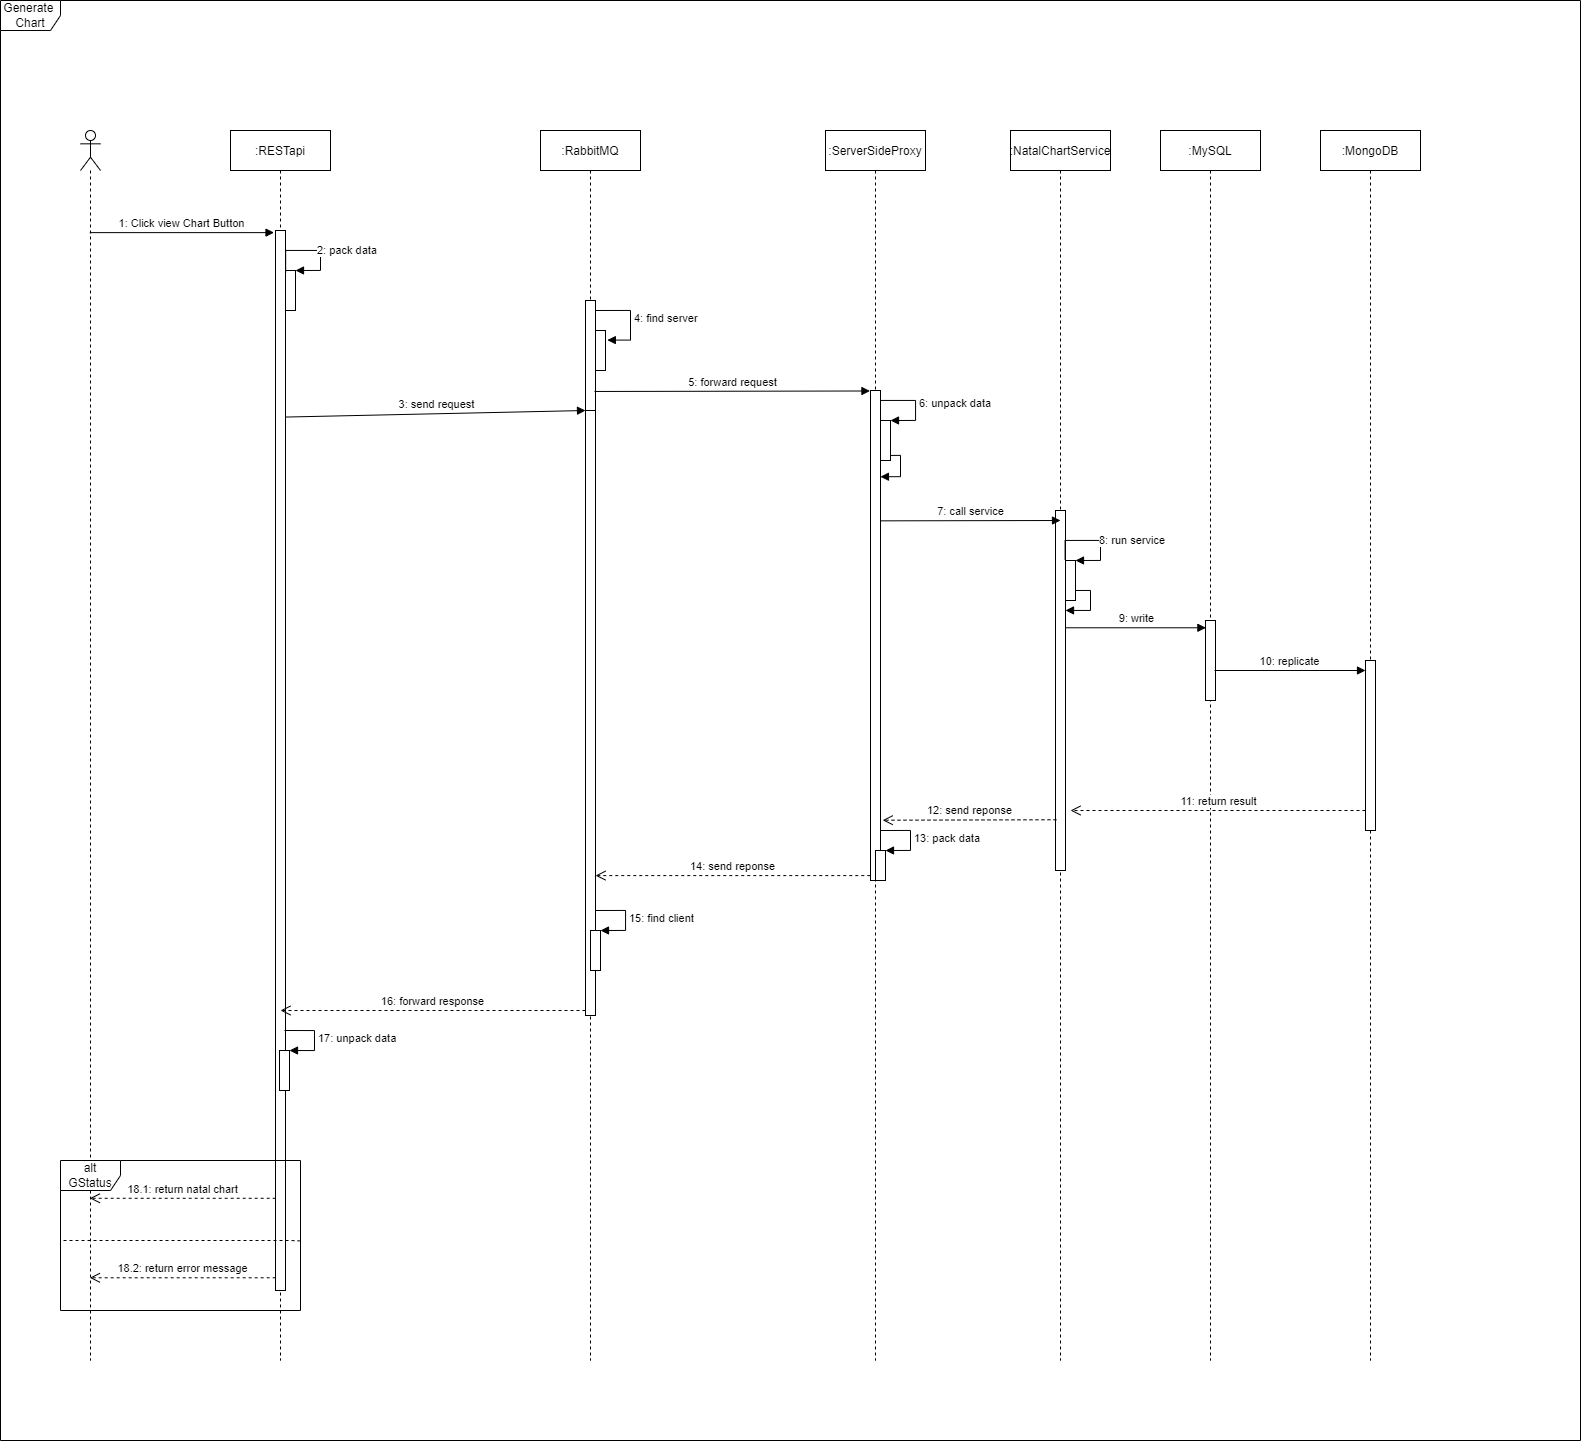 Generate
Chart
:RESTapi
:RabbitMQ
:ServerSideProxy
:NatalChartService
:MySQL
:MongoDB
1: Click view Chart Button
2: pack data
4: find server
5: forward request
3: send request
6: unpack data
7: call service
8: run service
9: write
10: replicate
11: return result
12: send reponse
13: pack data
14: send reponse
15: find client
16: forward response
17: unpack data
alt
GStatus
18.1: return natal chart
18.2: return error message